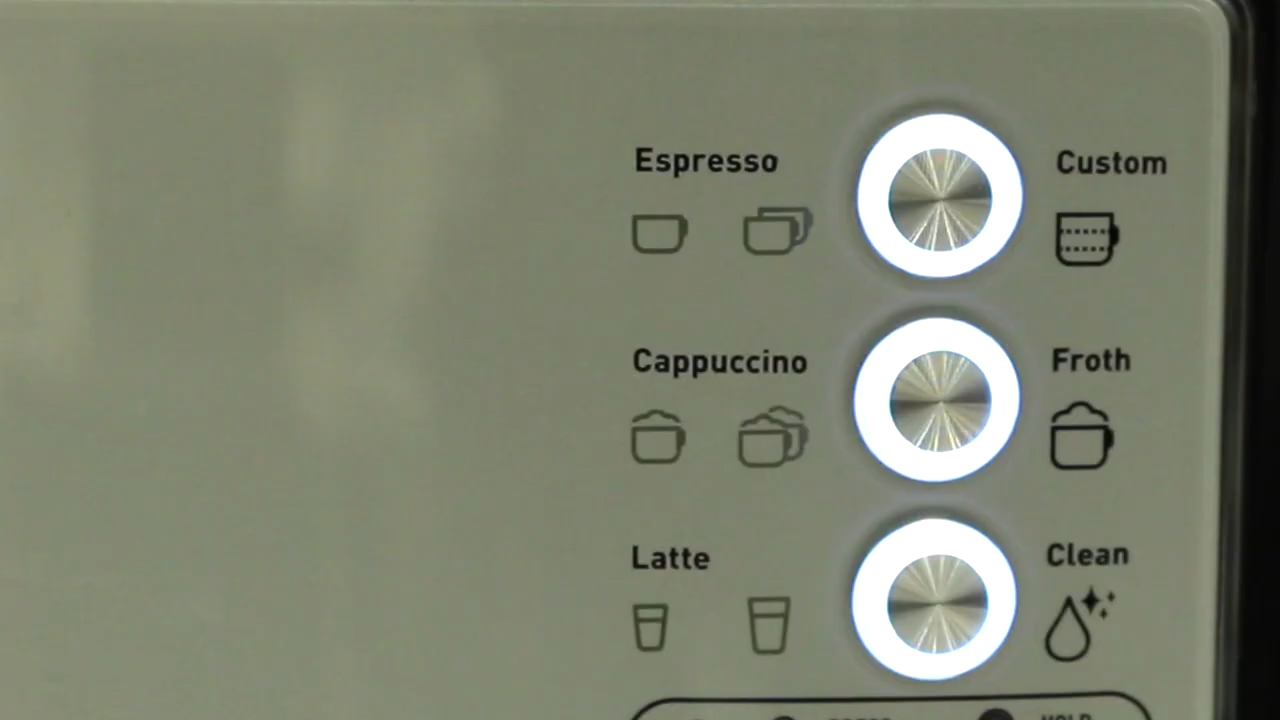 Espresso
Custom
Cappuccino
Froth
Latte
Clean